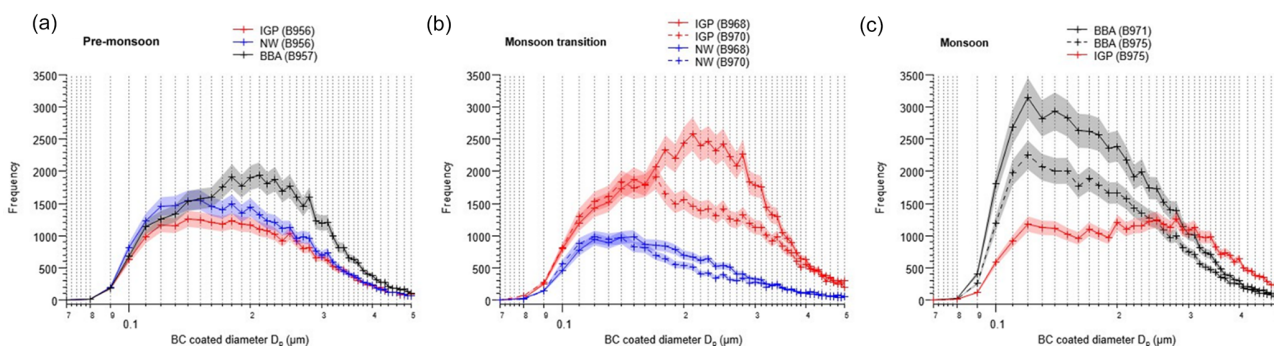 (a)
Pre-monsoon
IGP (B956)
NW (B956)
BBA (B957)
3500
3000
2500
2000
1500
1000
500
0
Frequency
7 8 9 0.1 2 3 4 5
BC coated diameter Dp (µm)
(b)
Monsoon transition
IGP (B968)
IGP (B970)
NW (B968)
NW (B970)
3500
3000
2500
2000
1500
1000
500
0
Frequency
7 8 9 0.1 2 3 4 5
BC coated diameter Dp (µm)
(c)
Monsoon
BBA (B971)
BBA (B975)
IGP (B975)
3500
3000
2500
2000
1500
1000
500
0
Frequency
7 8 9 0.1 2 3 4
BC coated diameter Dp (µm)